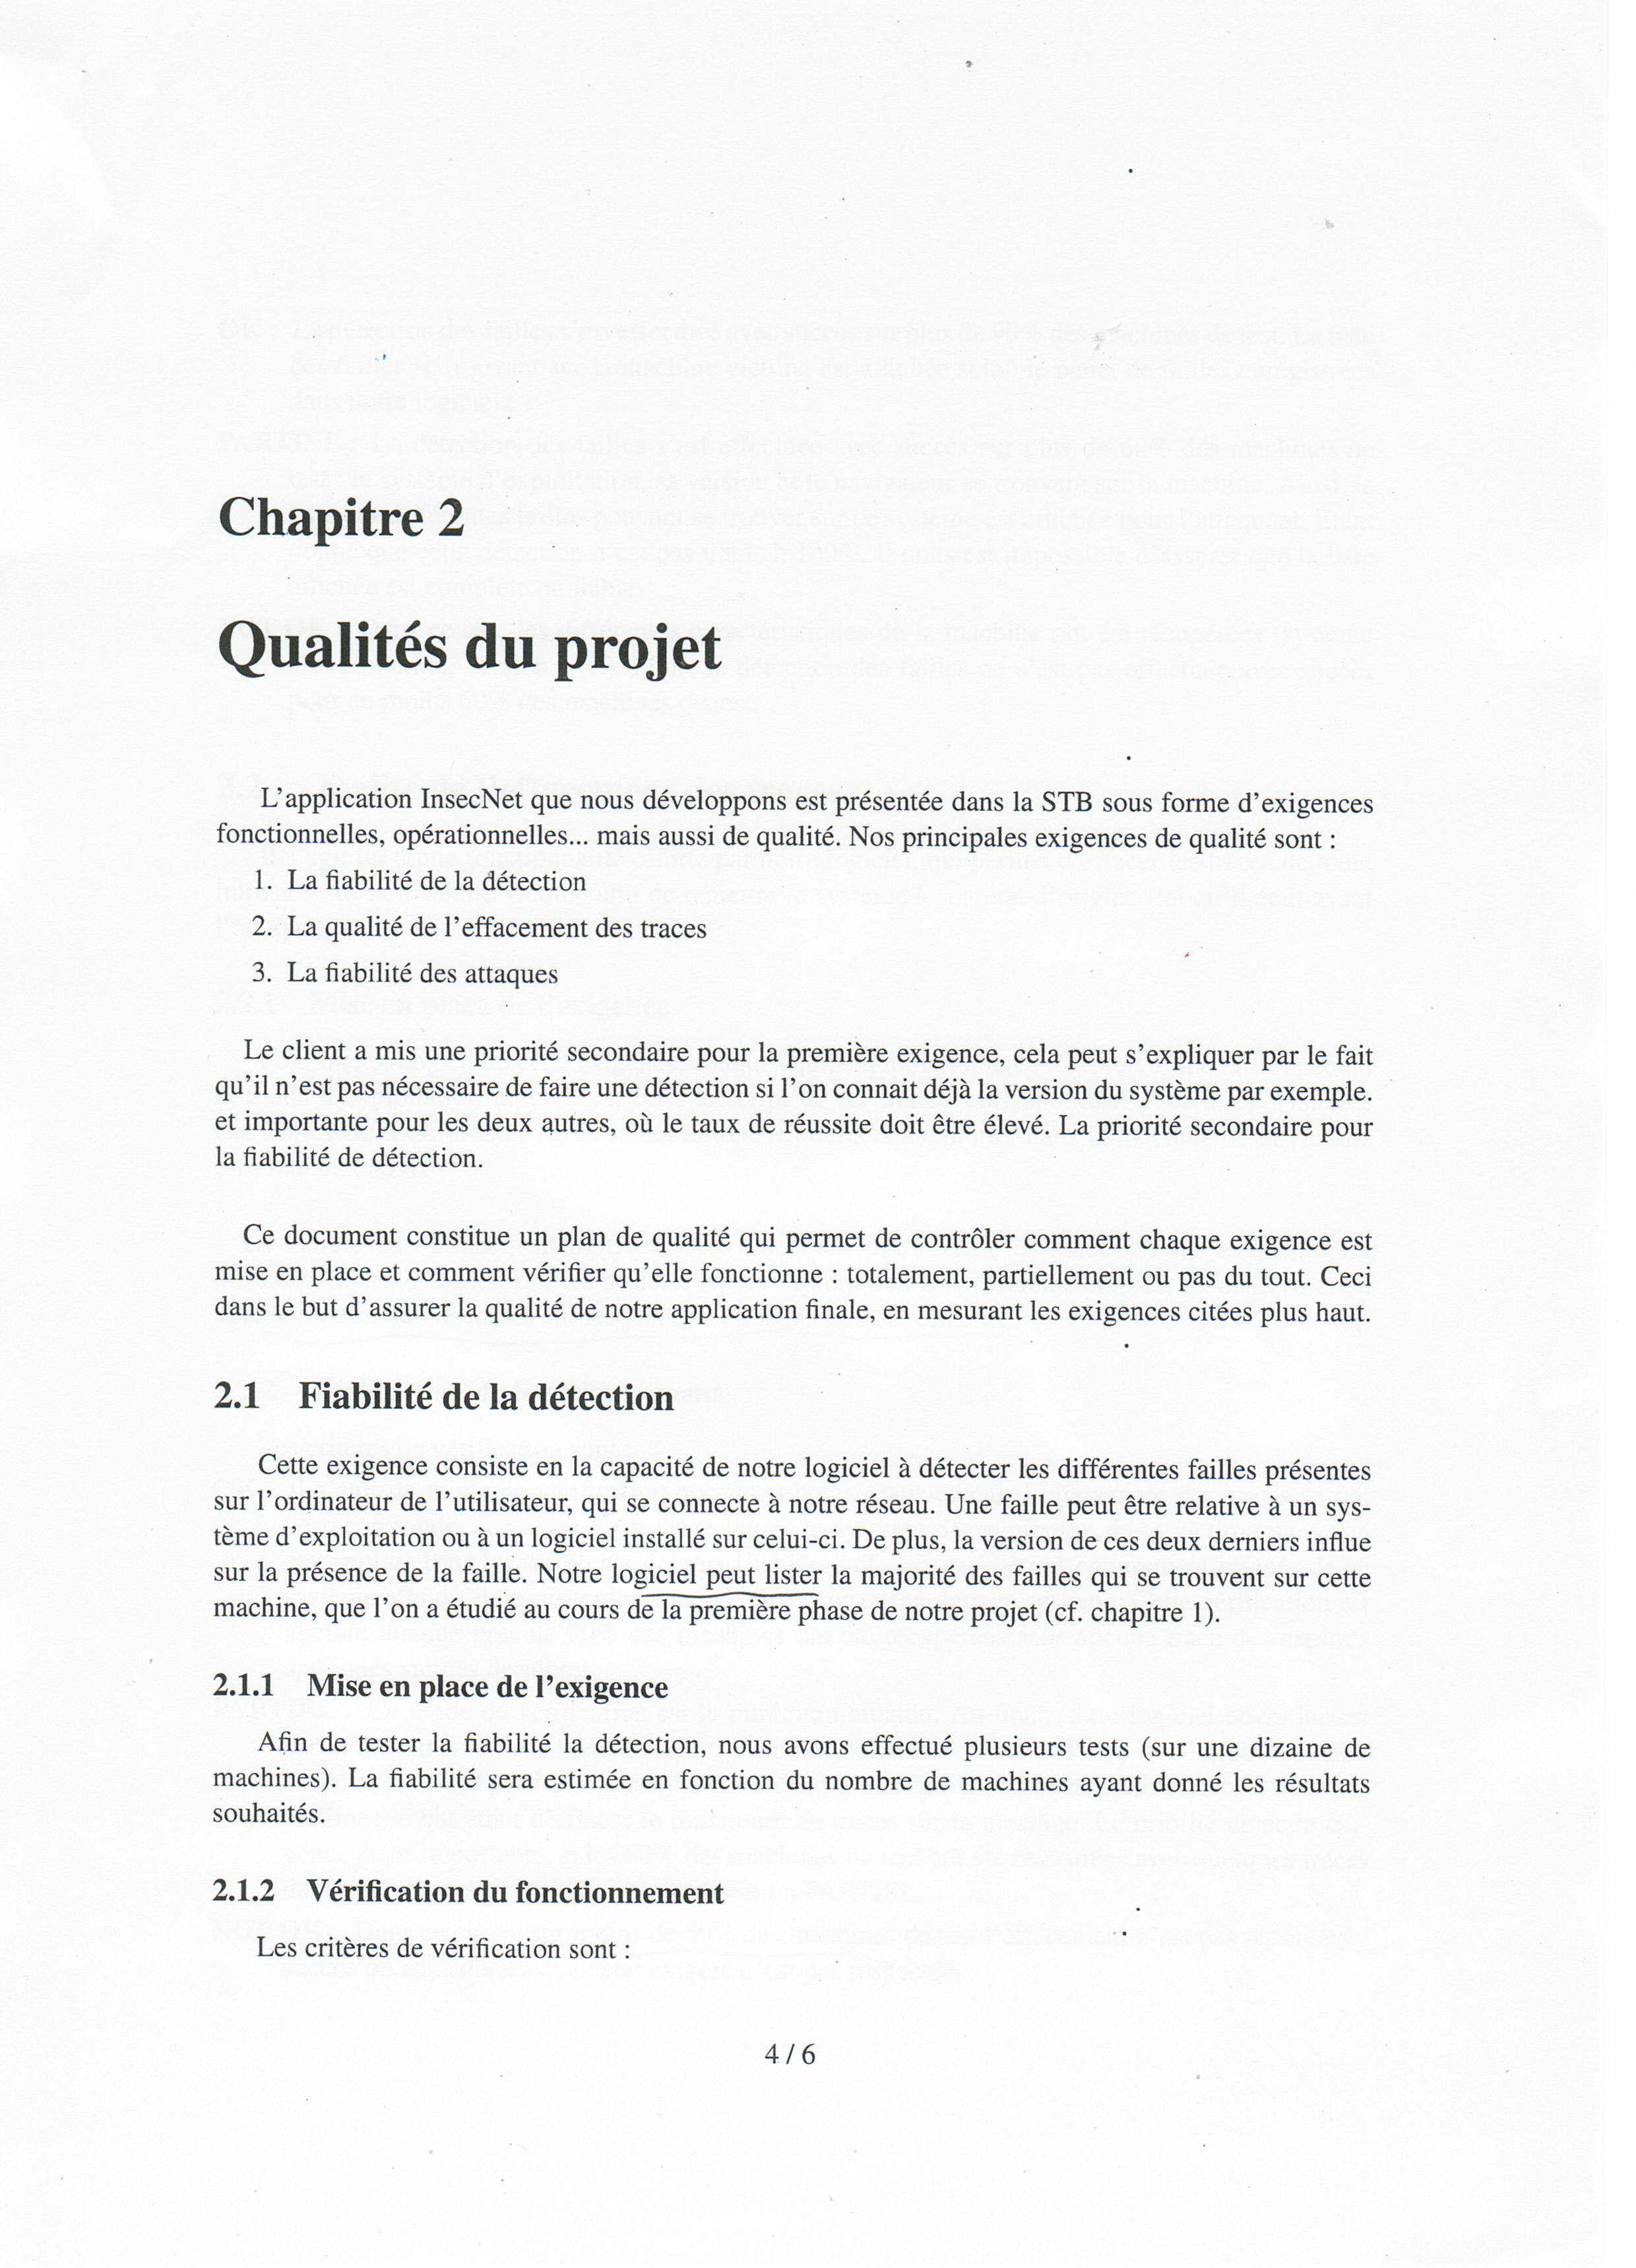 Chapitre 2
Qualités du projet
L'application InsecNet que nous développons est présentée dans la STB sous forme d'exigences
fonctionnelles, opérationnelles... mais aussi de qualité. Nos principales exigences de qualité sont :
1. La fiabilité de la détection
2. La qualité de l'effacement des traces
3. La fiabilité des attaques
Le client a mis une priorité secondaire pour la première exigence, cela peut s'expliquer par le fait
qu'il n'est pas nécessaire de faire une détection si l'on connait déjà la version du système par exemple.
et importante pour les deux autres, où le taux de réussite doit être élevé. La priorité secondaire pour
la fiabilité de détection.
Ce document constitue un plan de qualité qui permet de contrôler comment chaque exigence est
mise en place et comment vérifier qu'elle fonctionne : totalement, partiellement ou pas du tout. Ceci
dans le but d'assurer la qualité de notre application finale, en mesurant les exigences citées plus haut.
2.1 Fiabilité de la détection
Cette exigence consiste en la capacité de notre logiciel à détecter les différentes failles présentes
sur l'ordinateur de l'utilisateur, qui se connecte à notre réseau. Une faille peut être relative à un sys-
tème d'exploitation ou à un logiciel installé sur celui-ci. De plus, la version de ces deux derniers influe
sur la présence de la faille. Notre logiciel peut lister la majorité des failles qui se trouvent sur cette
machine, que l'on a étudié au cours de la première phase de notre projet (cf. chapitre 1).
2.1.1 Mise en place de l'exigence
Afin de tester la fiabilité la détection, nous avons effectué plusieurs tests (sur une dizaine de
machines). La fiabilité sera estimée en fonction du nombre de machines ayant donné les résultats
souhaités.
2.1.2 Vérification du fonctionnement
Les critères de vérification sont :
4 / 6